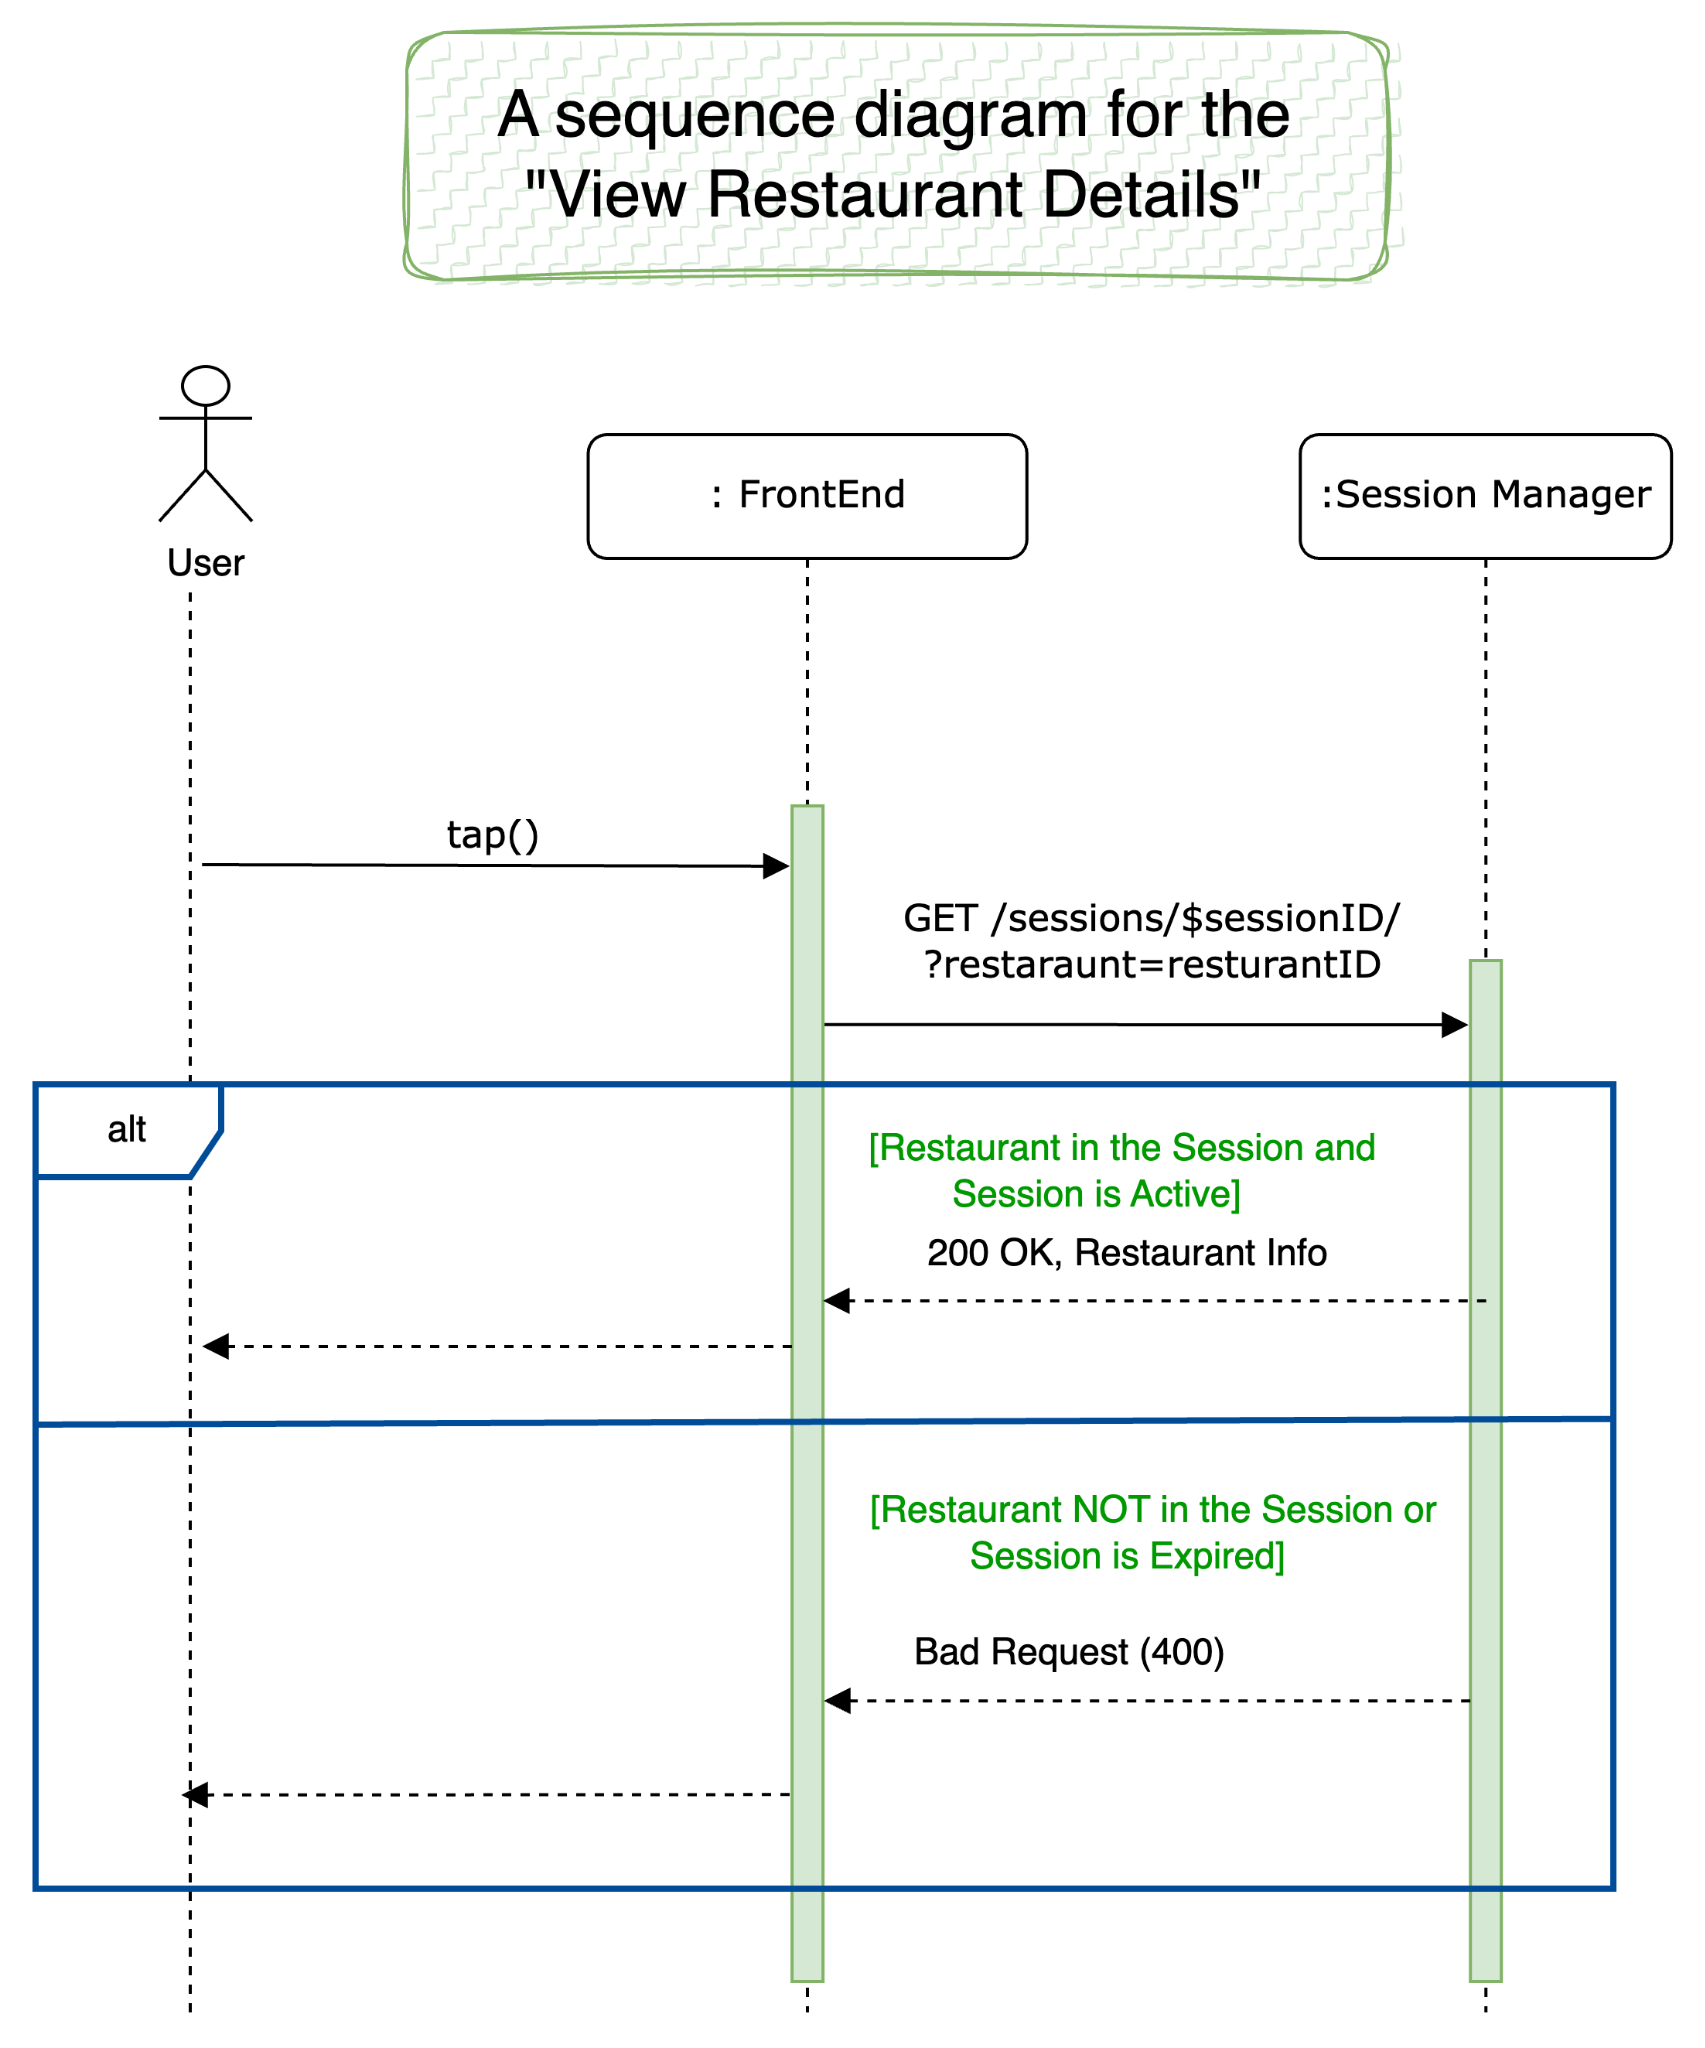 A sequence diagram for the
"View Restaurant Details"
User
: FrontEnd
:Session Manager
tap()
GET /sessions/$sessionID/
?restaraunt=resturantID
alt
[Restaurant in the Session and
Session is Active]
200 OK, Restaurant Info
[Restaurant NOT in the Session or
Session is Expired]
Bad Request (400)